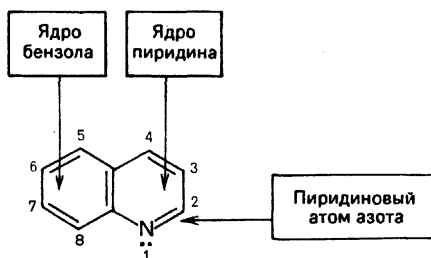 Ядро
бензола
Ядро
пиридина
5
4
6
3
7
2
8
N
1
Пиридиновый
атом азота